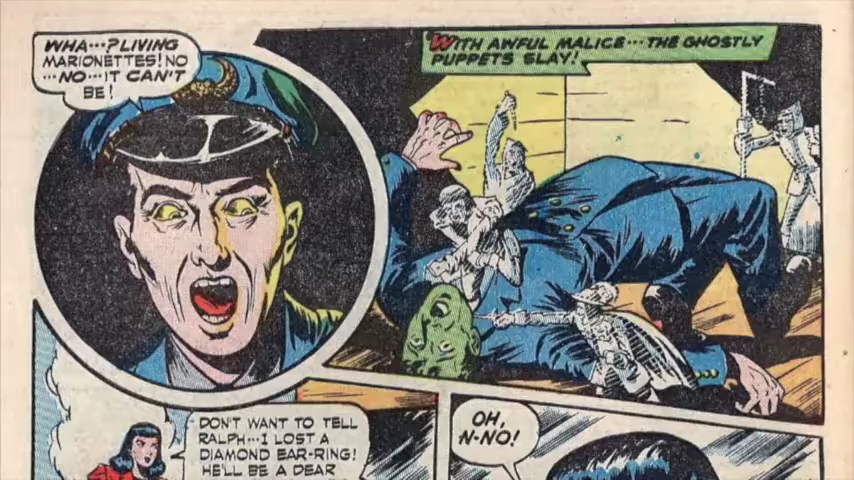 WHA---?LIVING
MARIONETTES! NO
---NO---IT CAN'T
BE!
WITH AWFUL MALICE---THE GHOSTLY
PUPPETS SLAY!
DON'T WANT TO TELL
RALPH---I LOST A
DIAMOND EAR-RING!
HE'LL BE A DEAR
OH,
N-NO!